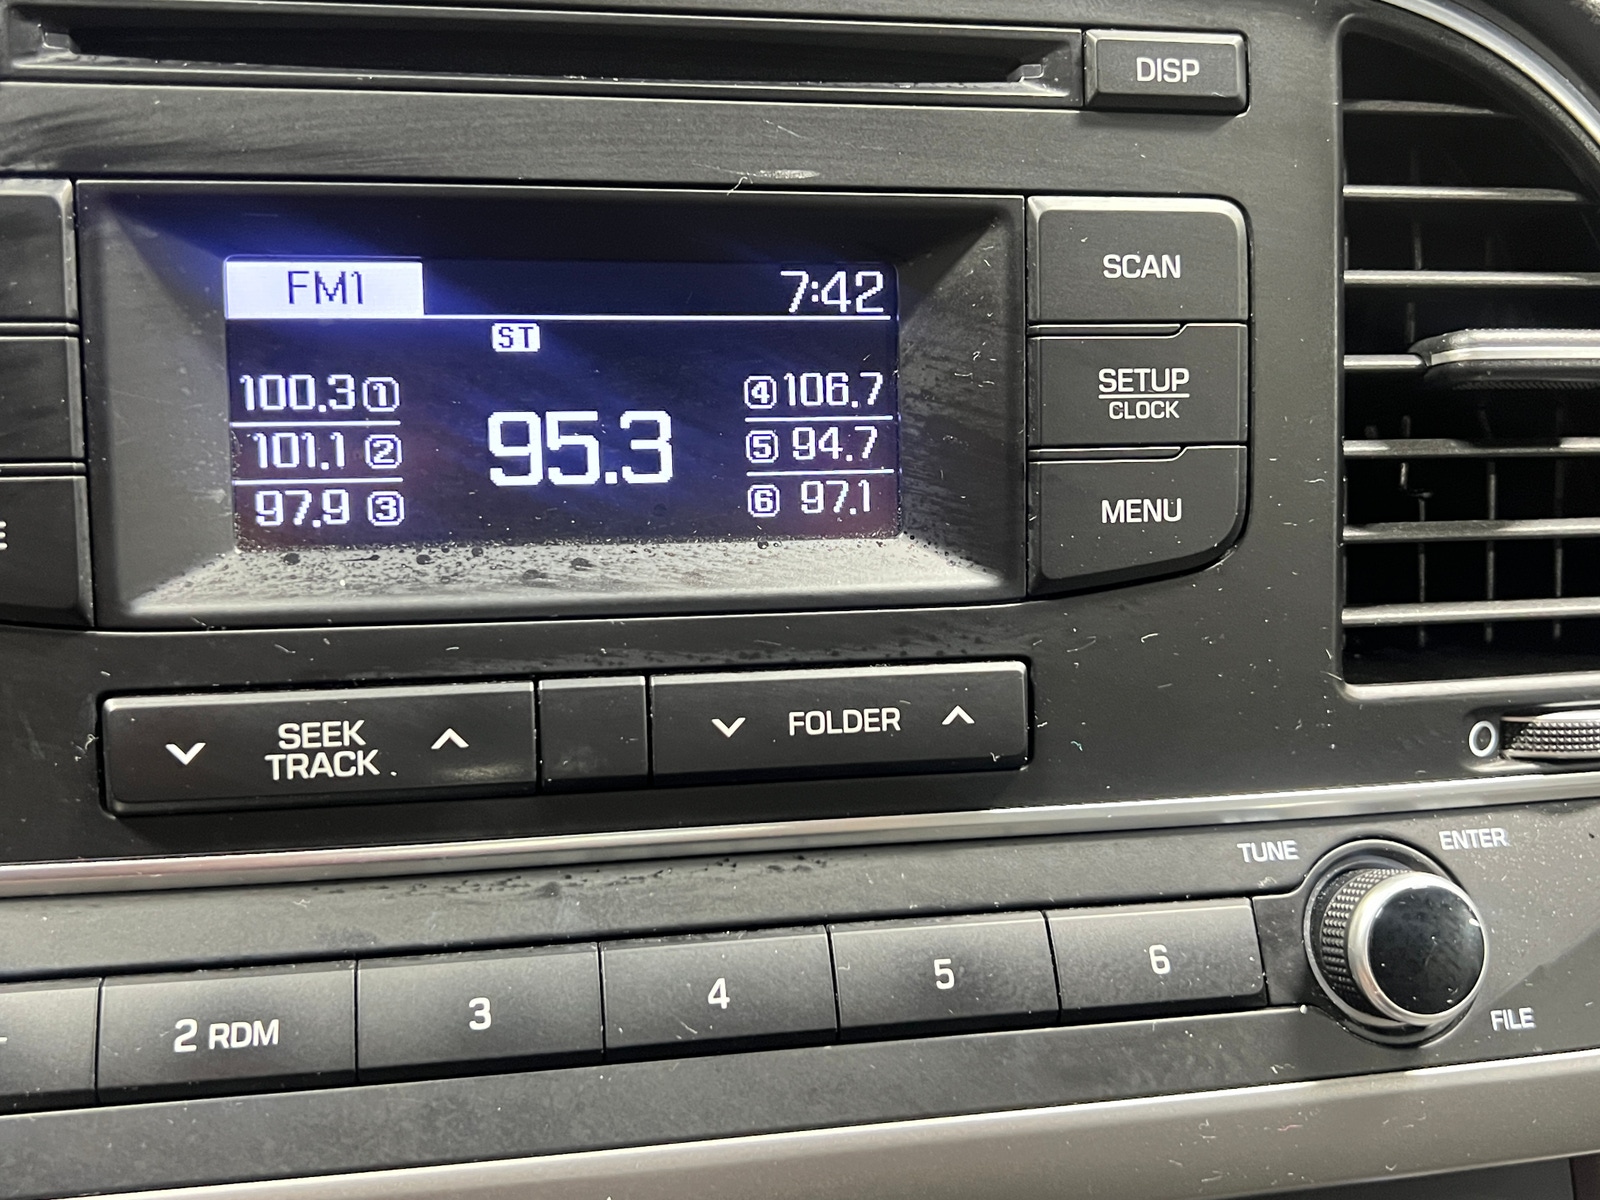 DISP
FM1 7:42
ST
100.3 1
101.1 2
97.9 3
95.3
4 106.7
5 94.7
6 97.1
SCAN
SETUP
CLOCK
MENU
E
SEEK
TRACK
FOLDER
O
TUNE
ENTER
FILE
2 RDM
3
4
5
6